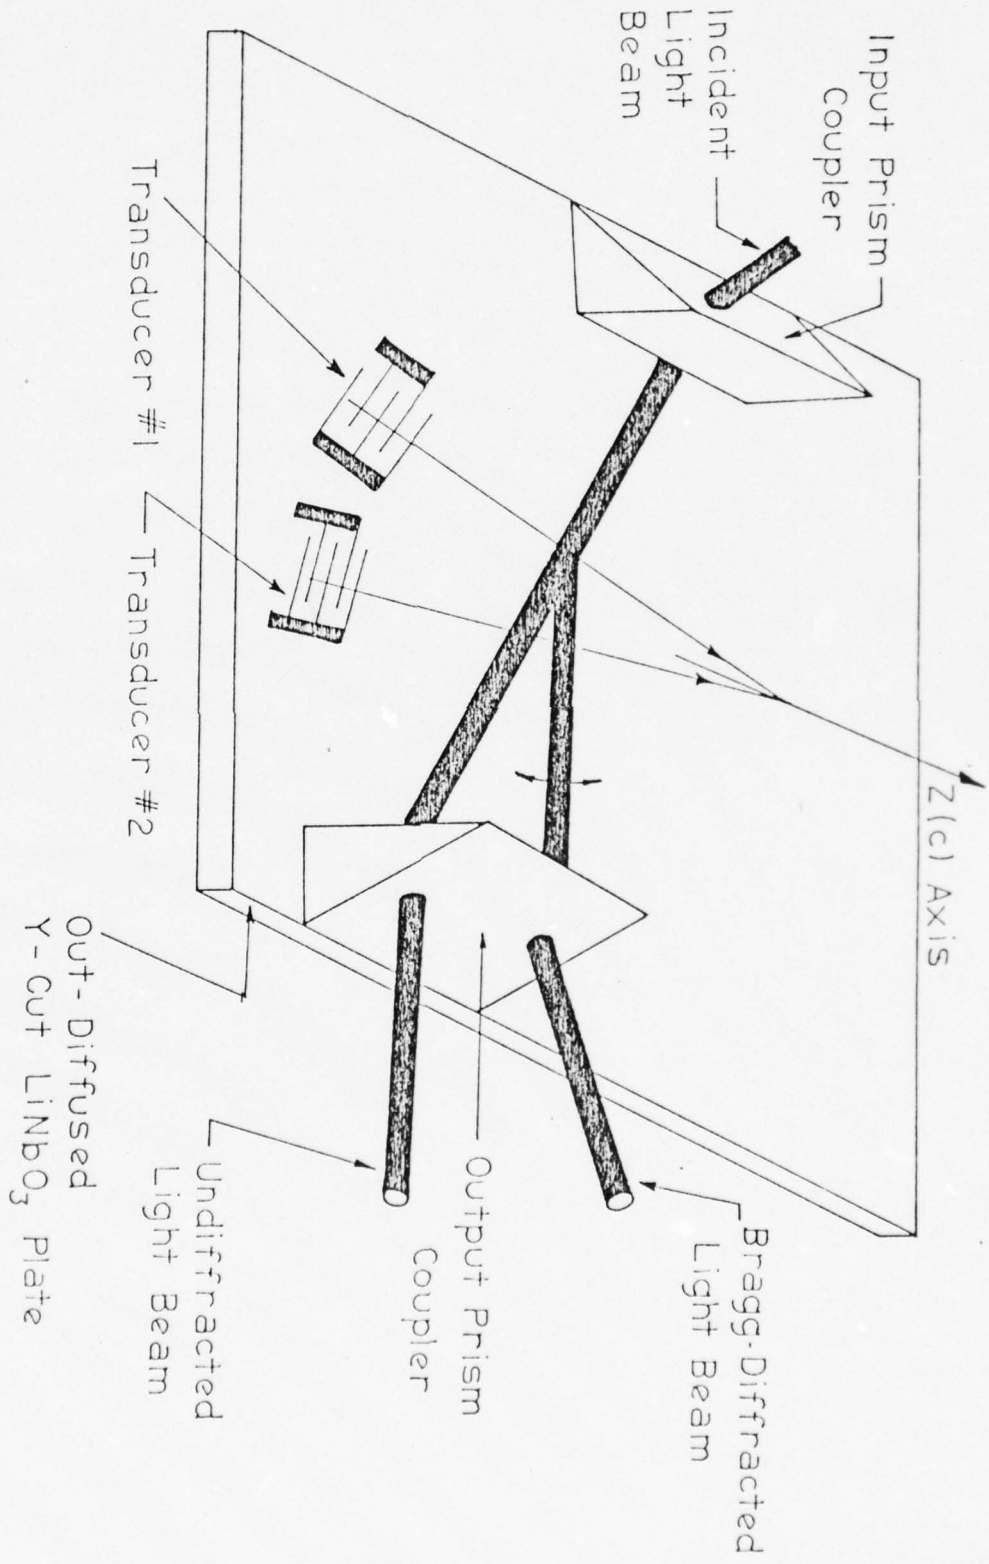 Input Prism
Coupler
Incident
Light
Beam
Z(c) Axis
Transducer #1
Transducer #2
Bragg-Diffracted
Light Beam
Output Prism
Coupler
Undiffracted
Light Beam
Out-Diffused
Y-Cut LiNbO₃ Plate